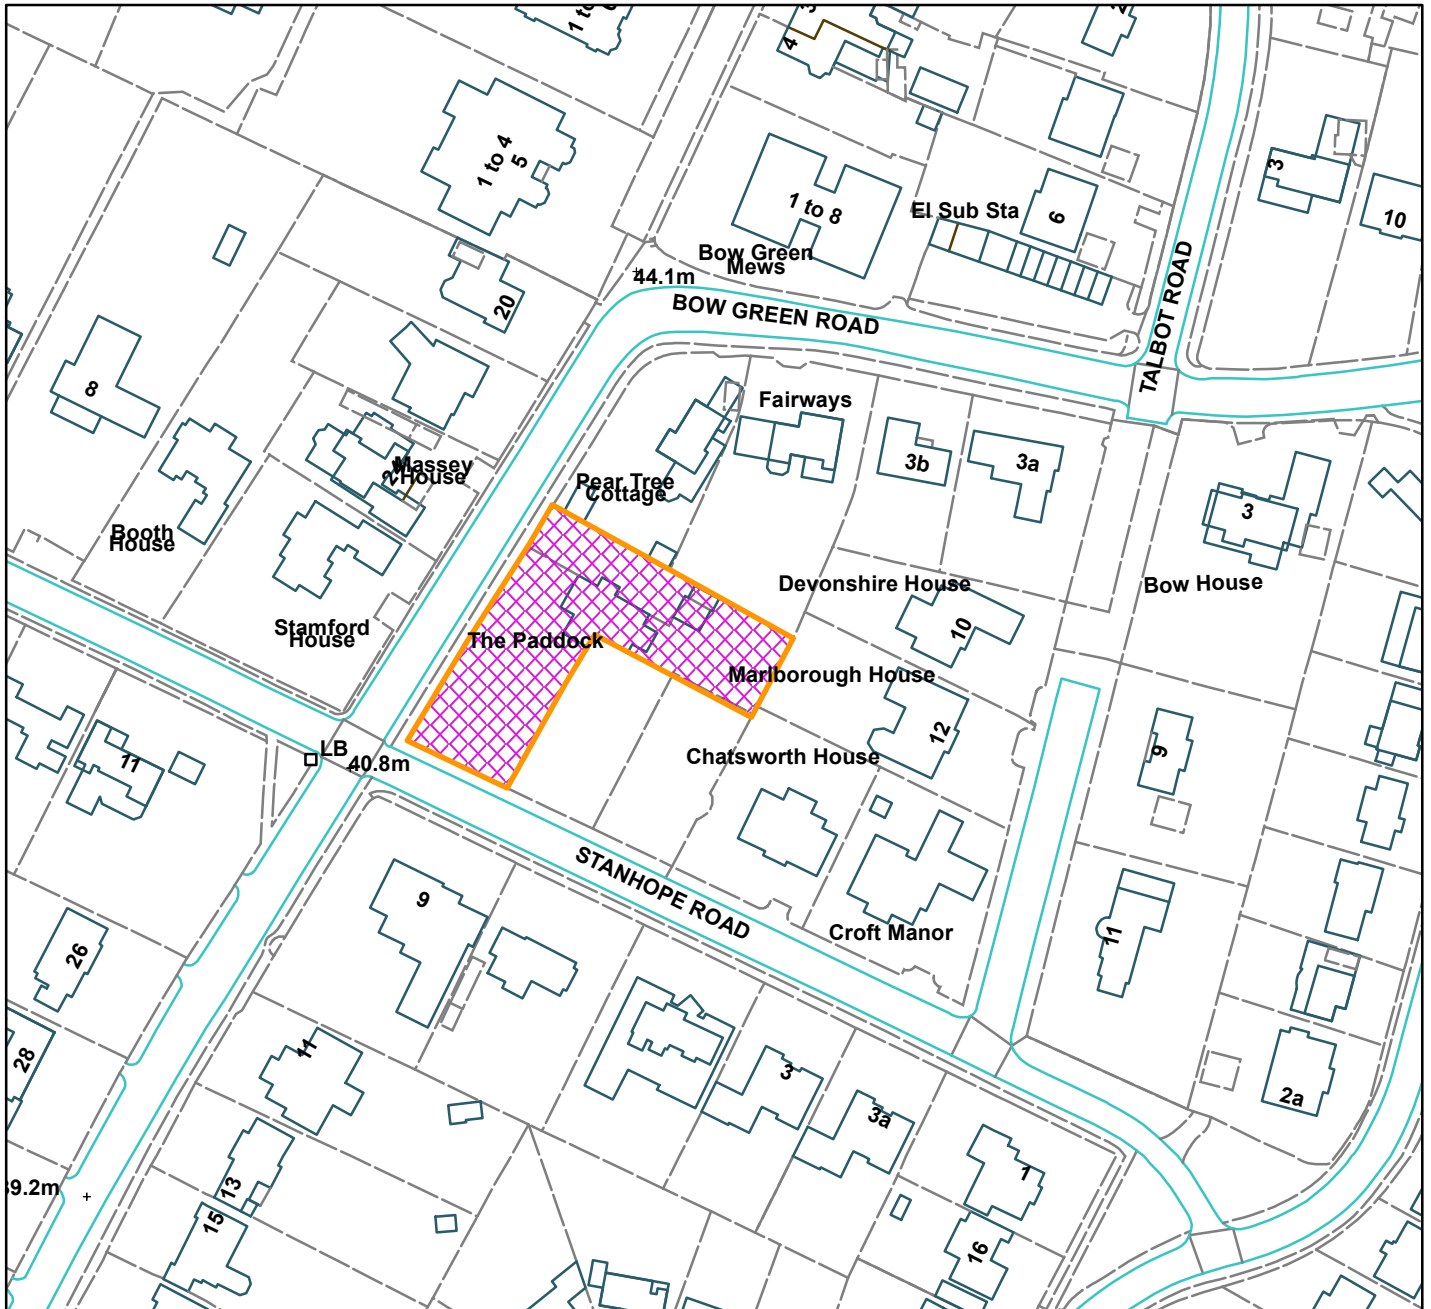 4
1 to 4
5
1 to 8
El Sub Sta
6
3
10
Bow Green
Mews
44.1m
20
BOW GREEN ROAD
TALBOT ROAD
8
Fairways
Massey
House
3b
3a
Pear Tree
Cottage
3
Booth
House
Devonshire House
Bow House
Stamford
House
The Paddock
10
Marlborough House
12
LB
40.8m
Chatsworth House
9
11
STANHOPE ROAD
9
Croft Manor
11
26
28
11
3
3a
2a
1
13
15
16